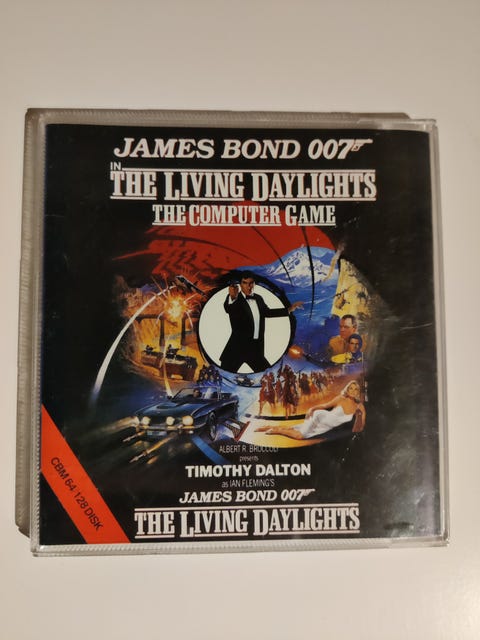 JAMES BOND 007
IN
THE LIVING DAYLIGHTS
THE COMPUTER GAME
ALBERT R. BROCCOLI
presents
TIMOTHY DALTON
as IAN FLEMING'S
JAMES BOND 007
THE LIVING DAYLIGHTS
CBM 64/128 DISK